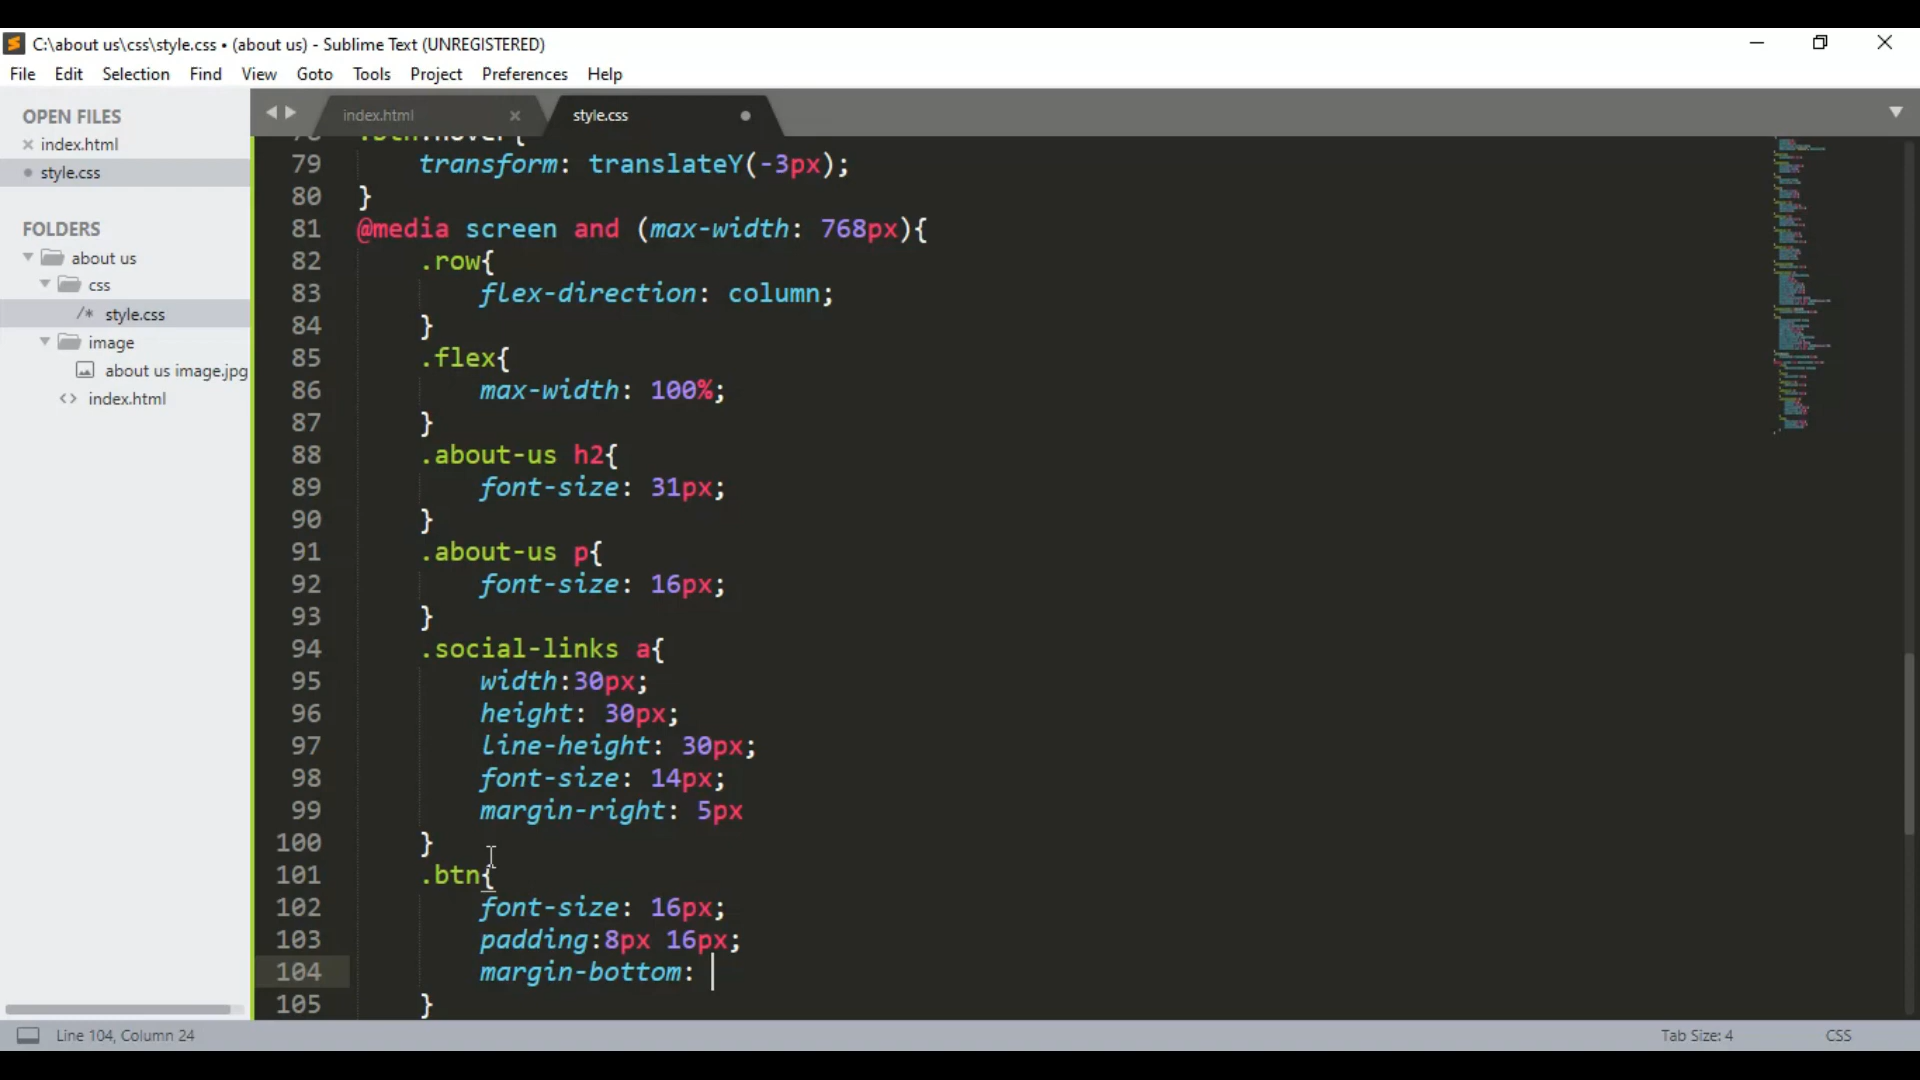 C:\about us\css\style.css • (about us) - Sublime Text (UNREGISTERED)
File Edit Selection Find View Goto Tools Project Preferences Help
OPEN FILES
index.html
style.css
FOLDERS
about us
css
/* style.css
image
about us image.jpg
<> index.html
index.html style.css
78 .btn:hover{
79 transform: translateY(-3px);
80 }
81 @media screen and (max-width: 768px){
82 .row{
83 flex-direction: column;
84 }
85 .flex{
86 max-width: 100%;
87 }
88 .about-us h2{
89 font-size: 31px;
90 }
91 .about-us p{
92 font-size: 16px;
93 }
94 .social-links a{
95 width:30px;
96 height: 30px;
97 line-height: 30px;
98 font-size: 14px;
99 margin-right: 5px
100 }
101 .btn{
102 font-size: 16px;
103 padding:8px 16px;
104 margin-bottom:
105 }
Line 104, Column 24 Tab Size: 4 CSS